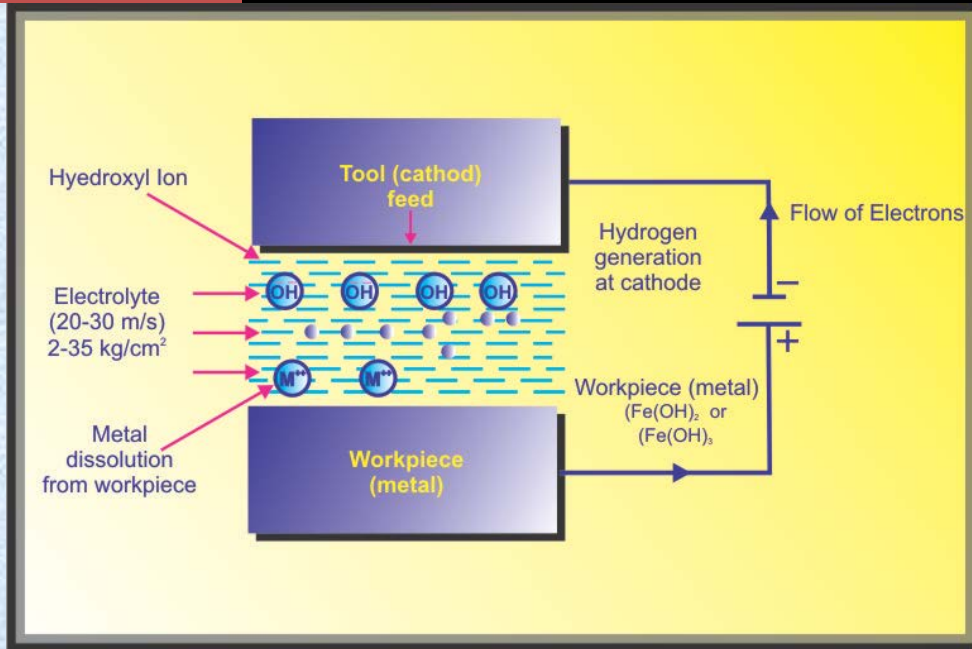 Tool (cathod)
feed
Hyedroxyl Ion
Flow of Electrons
Hydrogen
generation
at cathode
OH
OH
OH
OH
Electrolyte
(20-30 m/s)
2-35 kg/cm²
−
+
M⁺⁺
M⁺⁺
Workpiece (metal)
(Fe(OH)₂ or
(Fe(OH)₃
Metal
dissolution
from workpiece
Workpiece
(metal)